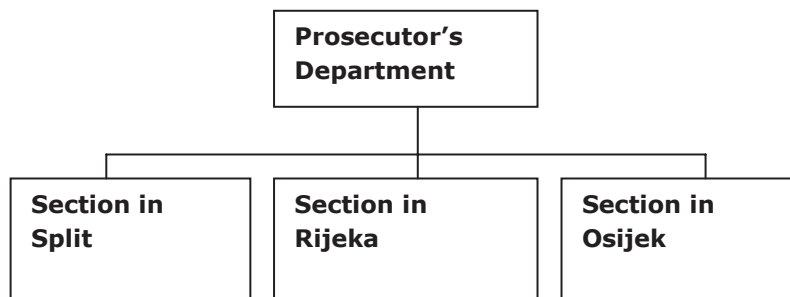 Prosecutor’s
Department
Section in
Split
Section in
Rijeka
Section in
Osijek